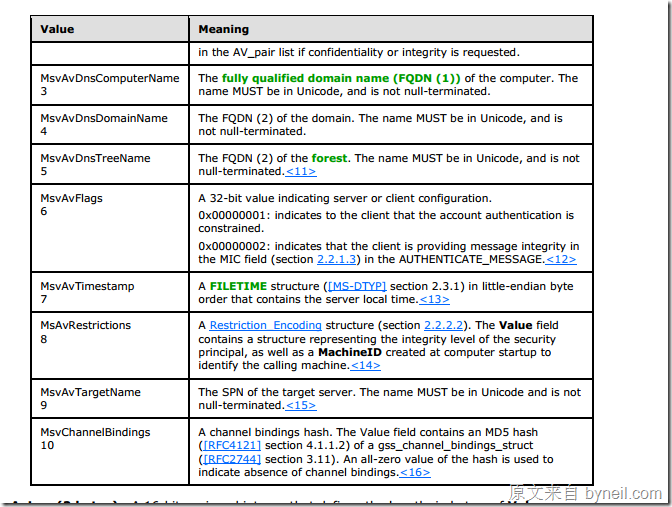 Value Meaning
in the AV_pair list if confidentiality or integrity is requested.
MsvAvDnsComputerName
3
The fully qualified domain name (FQDN (1)) of the computer. The
name MUST be in Unicode, and is not null-terminated.
MsvAvDnsDomainName
4
The FQDN (2) of the domain. The name MUST be in Unicode, and is
not null-terminated.
MsvAvDnsTreeName
5
The FQDN (2) of the forest. The name MUST be in Unicode, and is not
null-terminated.<11>
MsvAvFlags
6
A 32-bit value indicating server or client configuration.
0x00000001: indicates to the client that the account authentication is
constrained.
0x00000002: indicates that the client is providing message integrity in
the MIC field (section 2.2.1.3) in the AUTHENTICATE_MESSAGE.<12>
MsvAvTimestamp
7
A FILETIME structure ([MS-DTYP] section 2.3.1) in little-endian byte
order that contains the server local time.<13>
MsAvRestrictions
8
A Restriction_Encoding structure (section 2.2.2.2). The Value field
contains a structure representing the integrity level of the security
principal, as well as a MachineID created at computer startup to
identify the calling machine.<14>
MsvAvTargetName
9
The SPN of the target server. The name MUST be in Unicode and is not
null-terminated.<15>
MsvChannelBindings
10
A channel bindings hash. The Value field contains an MD5 hash
([RFC4121] section 4.1.1.2) of a gss_channel_bindings_struct
([RFC2744] section 3.11). An all-zero value of the hash is used to
indicate absence of channel bindings.<16>
原文来自 byneil.com